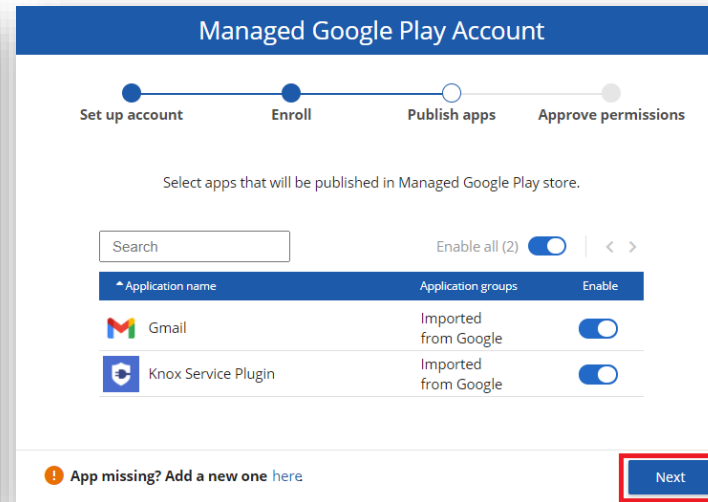 Managed Google Play Account
Set up account
Enroll
Publish apps
Approve permissions
Select apps that will be published in Managed Google Play store.
Search
Enable all (2)
Application name
Application groups
Enable
Gmail
Imported
from Google
Knox Service Plugin
Imported
from Google
App missing? Add a new one here.
Next